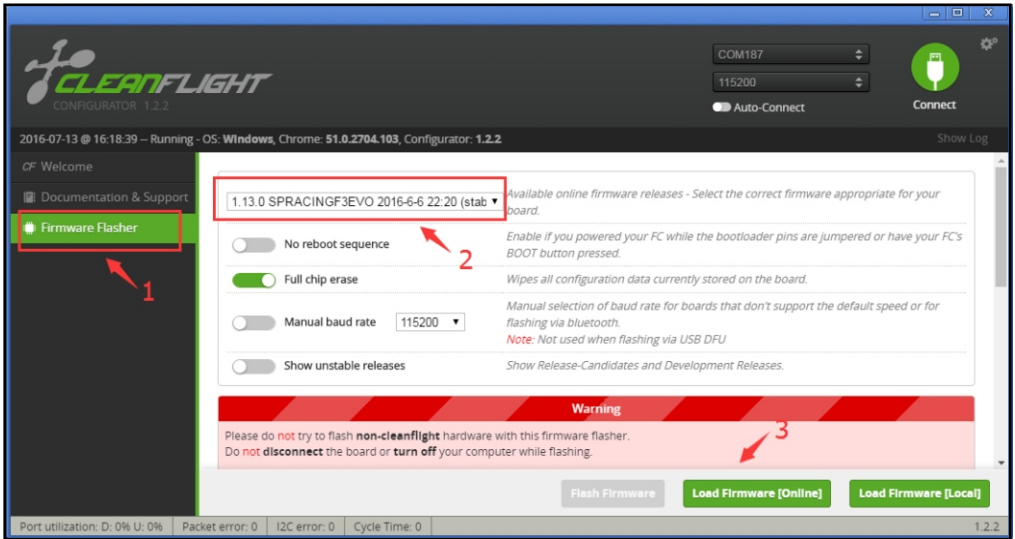 CLEANFLIGHT
CONFIGURATOR 1.2.2
COM187
115200
Auto-Connect
Connect
2016-07-13 @ 16:18:39 -- Running - OS: Windows, Chrome: 51.0.2704.103, Configurator: 1.2.2
Show Log
CF Welcome
Documentation & Support
Firmware Flasher
1
1.13.0 SPRACINGF3EVO 2016-6-6 22:20 (stab
2
Available online firmware releases - Select the correct firmware appropriate for your
board.
No reboot sequence
Enable if you powered your FC while the bootloader pins are jumpered or have your FC's
BOOT button pressed.
Full chip erase
Wipes all configuration data currently stored on the board.
Manual baud rate
115200
Manual selection of baud rate for boards that don't support the default speed or for
flashing via bluetooth.
Note: Not used when flashing via USB DFU
Show unstable releases
Show Release-Candidates and Development Releases.
Warning
Please do not try to flash non-cleanflight hardware with this firmware flasher.
Do not disconnect the board or turn off your computer while flashing.
3
Flash Firmware
Load Firmware [Online]
Load Firmware [Local]
Port utilization: D: 0% U: 0%
Packet error: 0
I2C error: 0
Cycle Time: 0
1.2.2